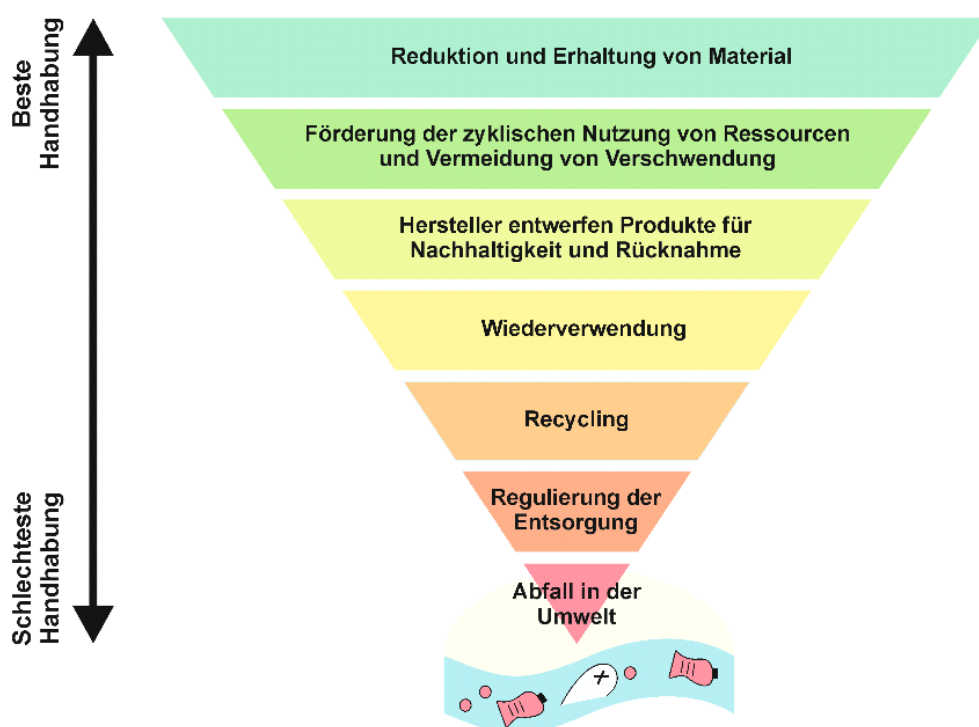 Beste
Handhabung
Reduktion und Erhaltung von Material
Förderung der zyklischen Nutzung von Ressourcen
und Vermeidung von Verschwendung
Hersteller entwerfen Produkte für
Nachhaltigkeit und Rücknahme
Wiederverwendung
Recycling
Regulierung der
Entsorgung
Schlechteste
Handhabung
Abfall in der
Umwelt